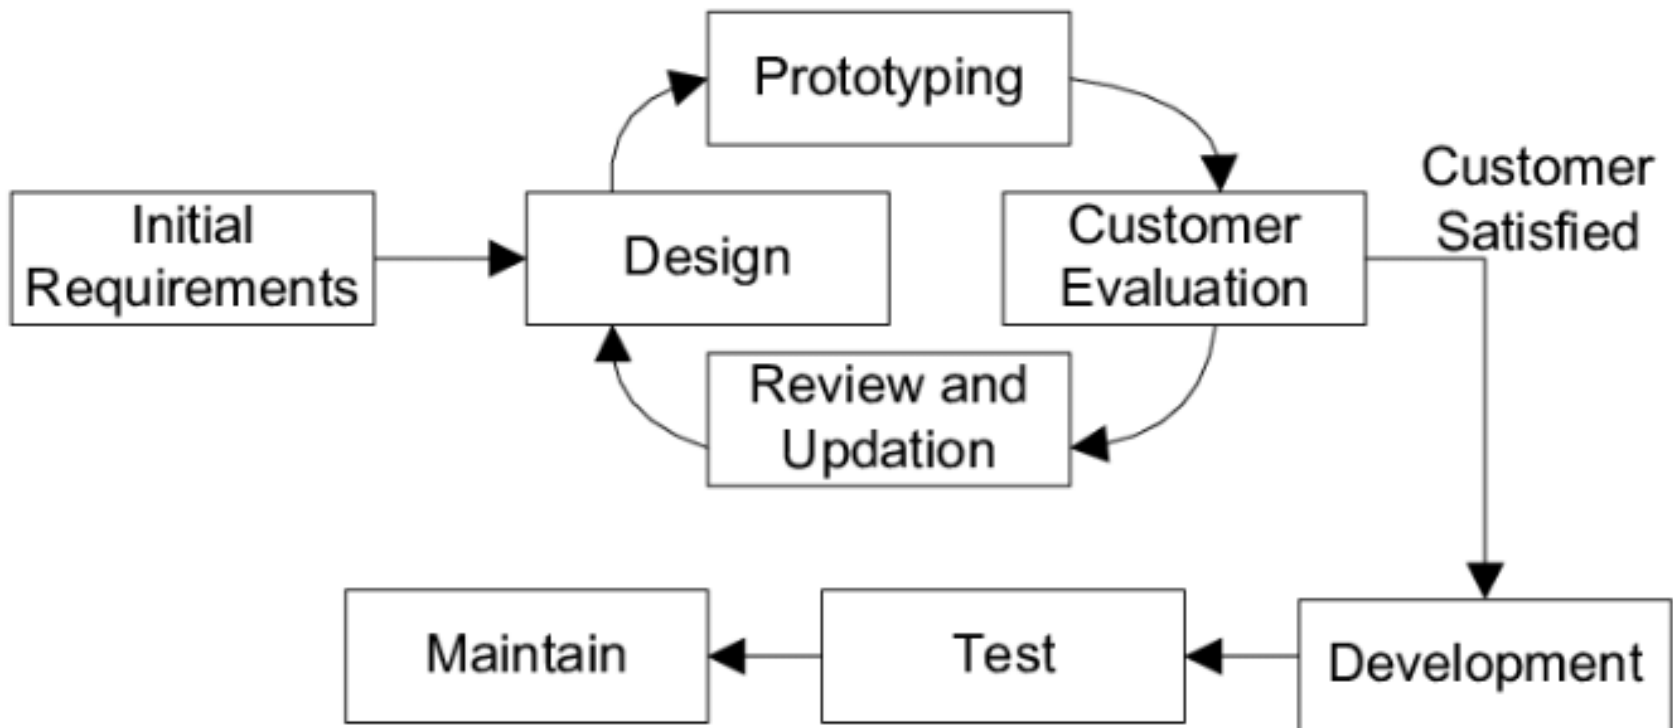 Prototyping
Customer
Satisfied
Initial
Requirements
Design
Customer
Evaluation
Review and
Updation
Maintain
Test
Development